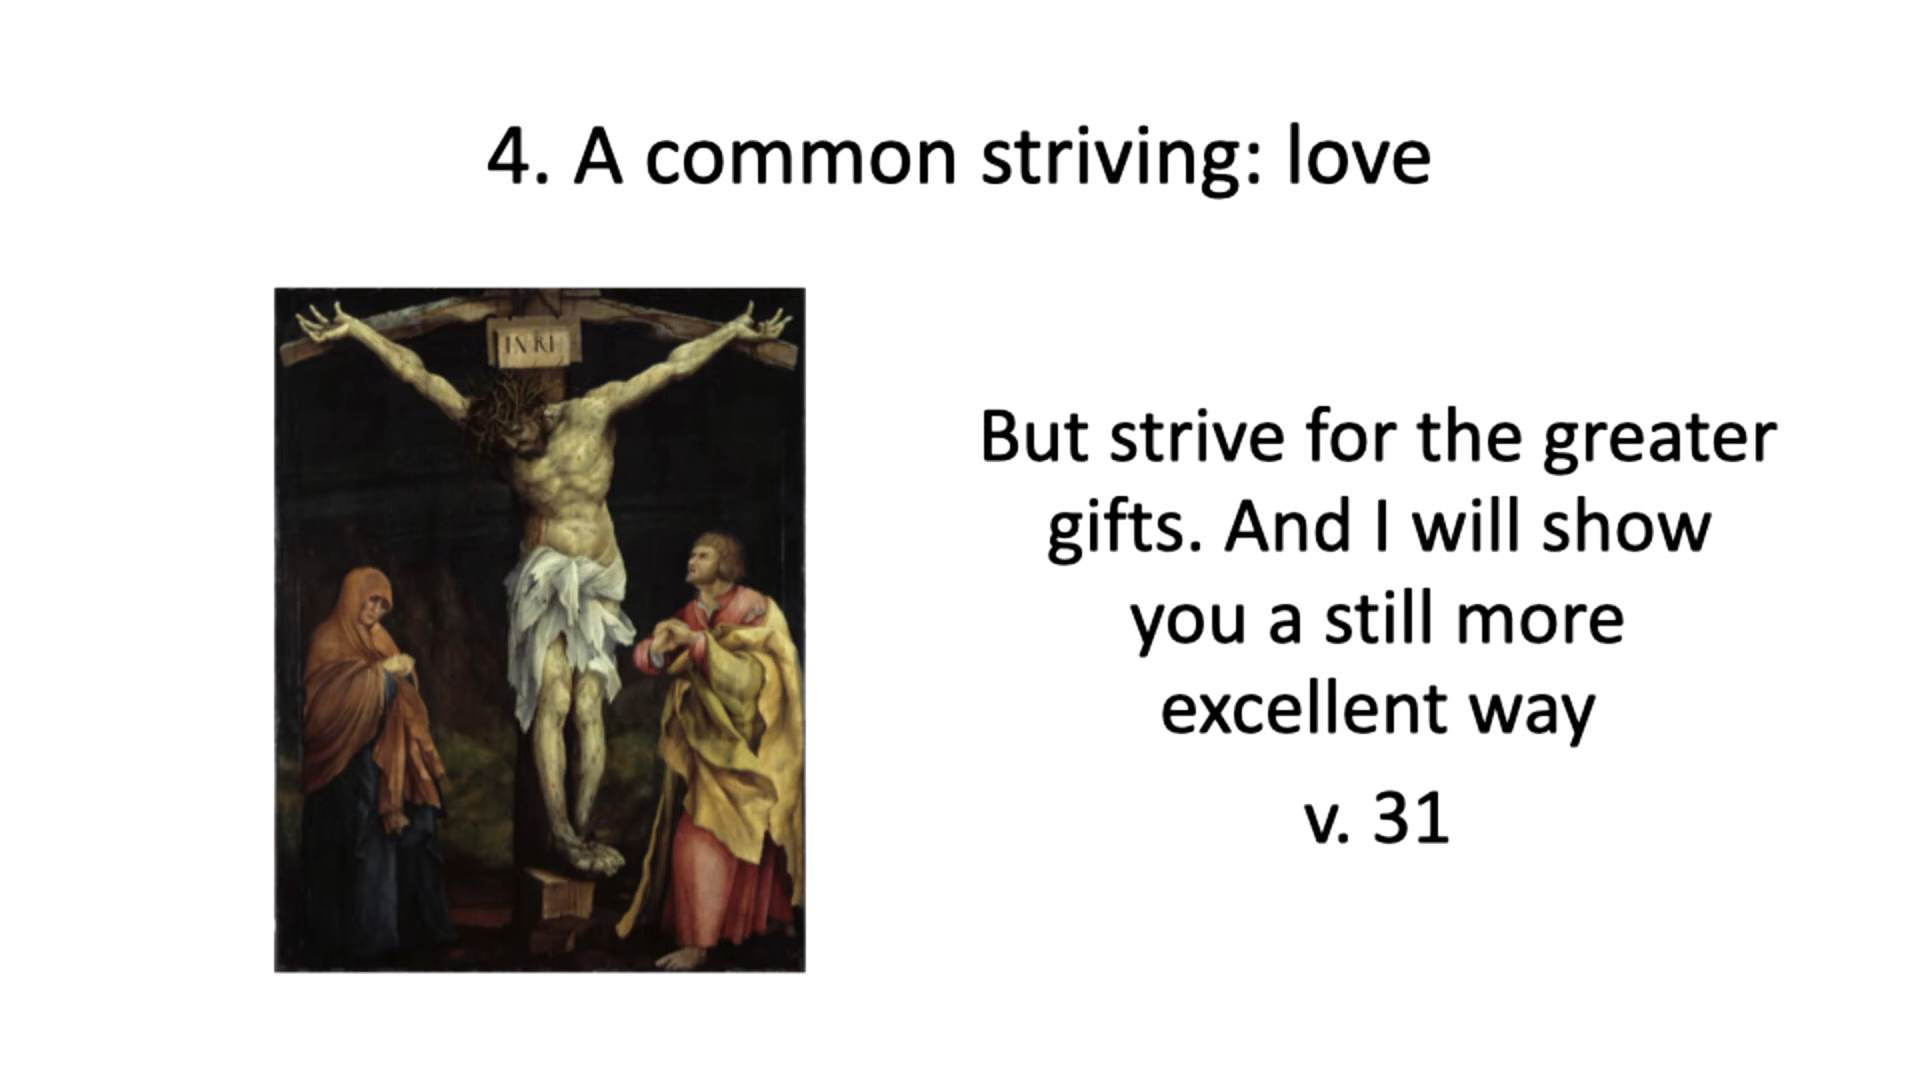 4. A common striving: love
INRI
But strive for the greater
gifts. And I will show
you a still more
excellent way
v. 31